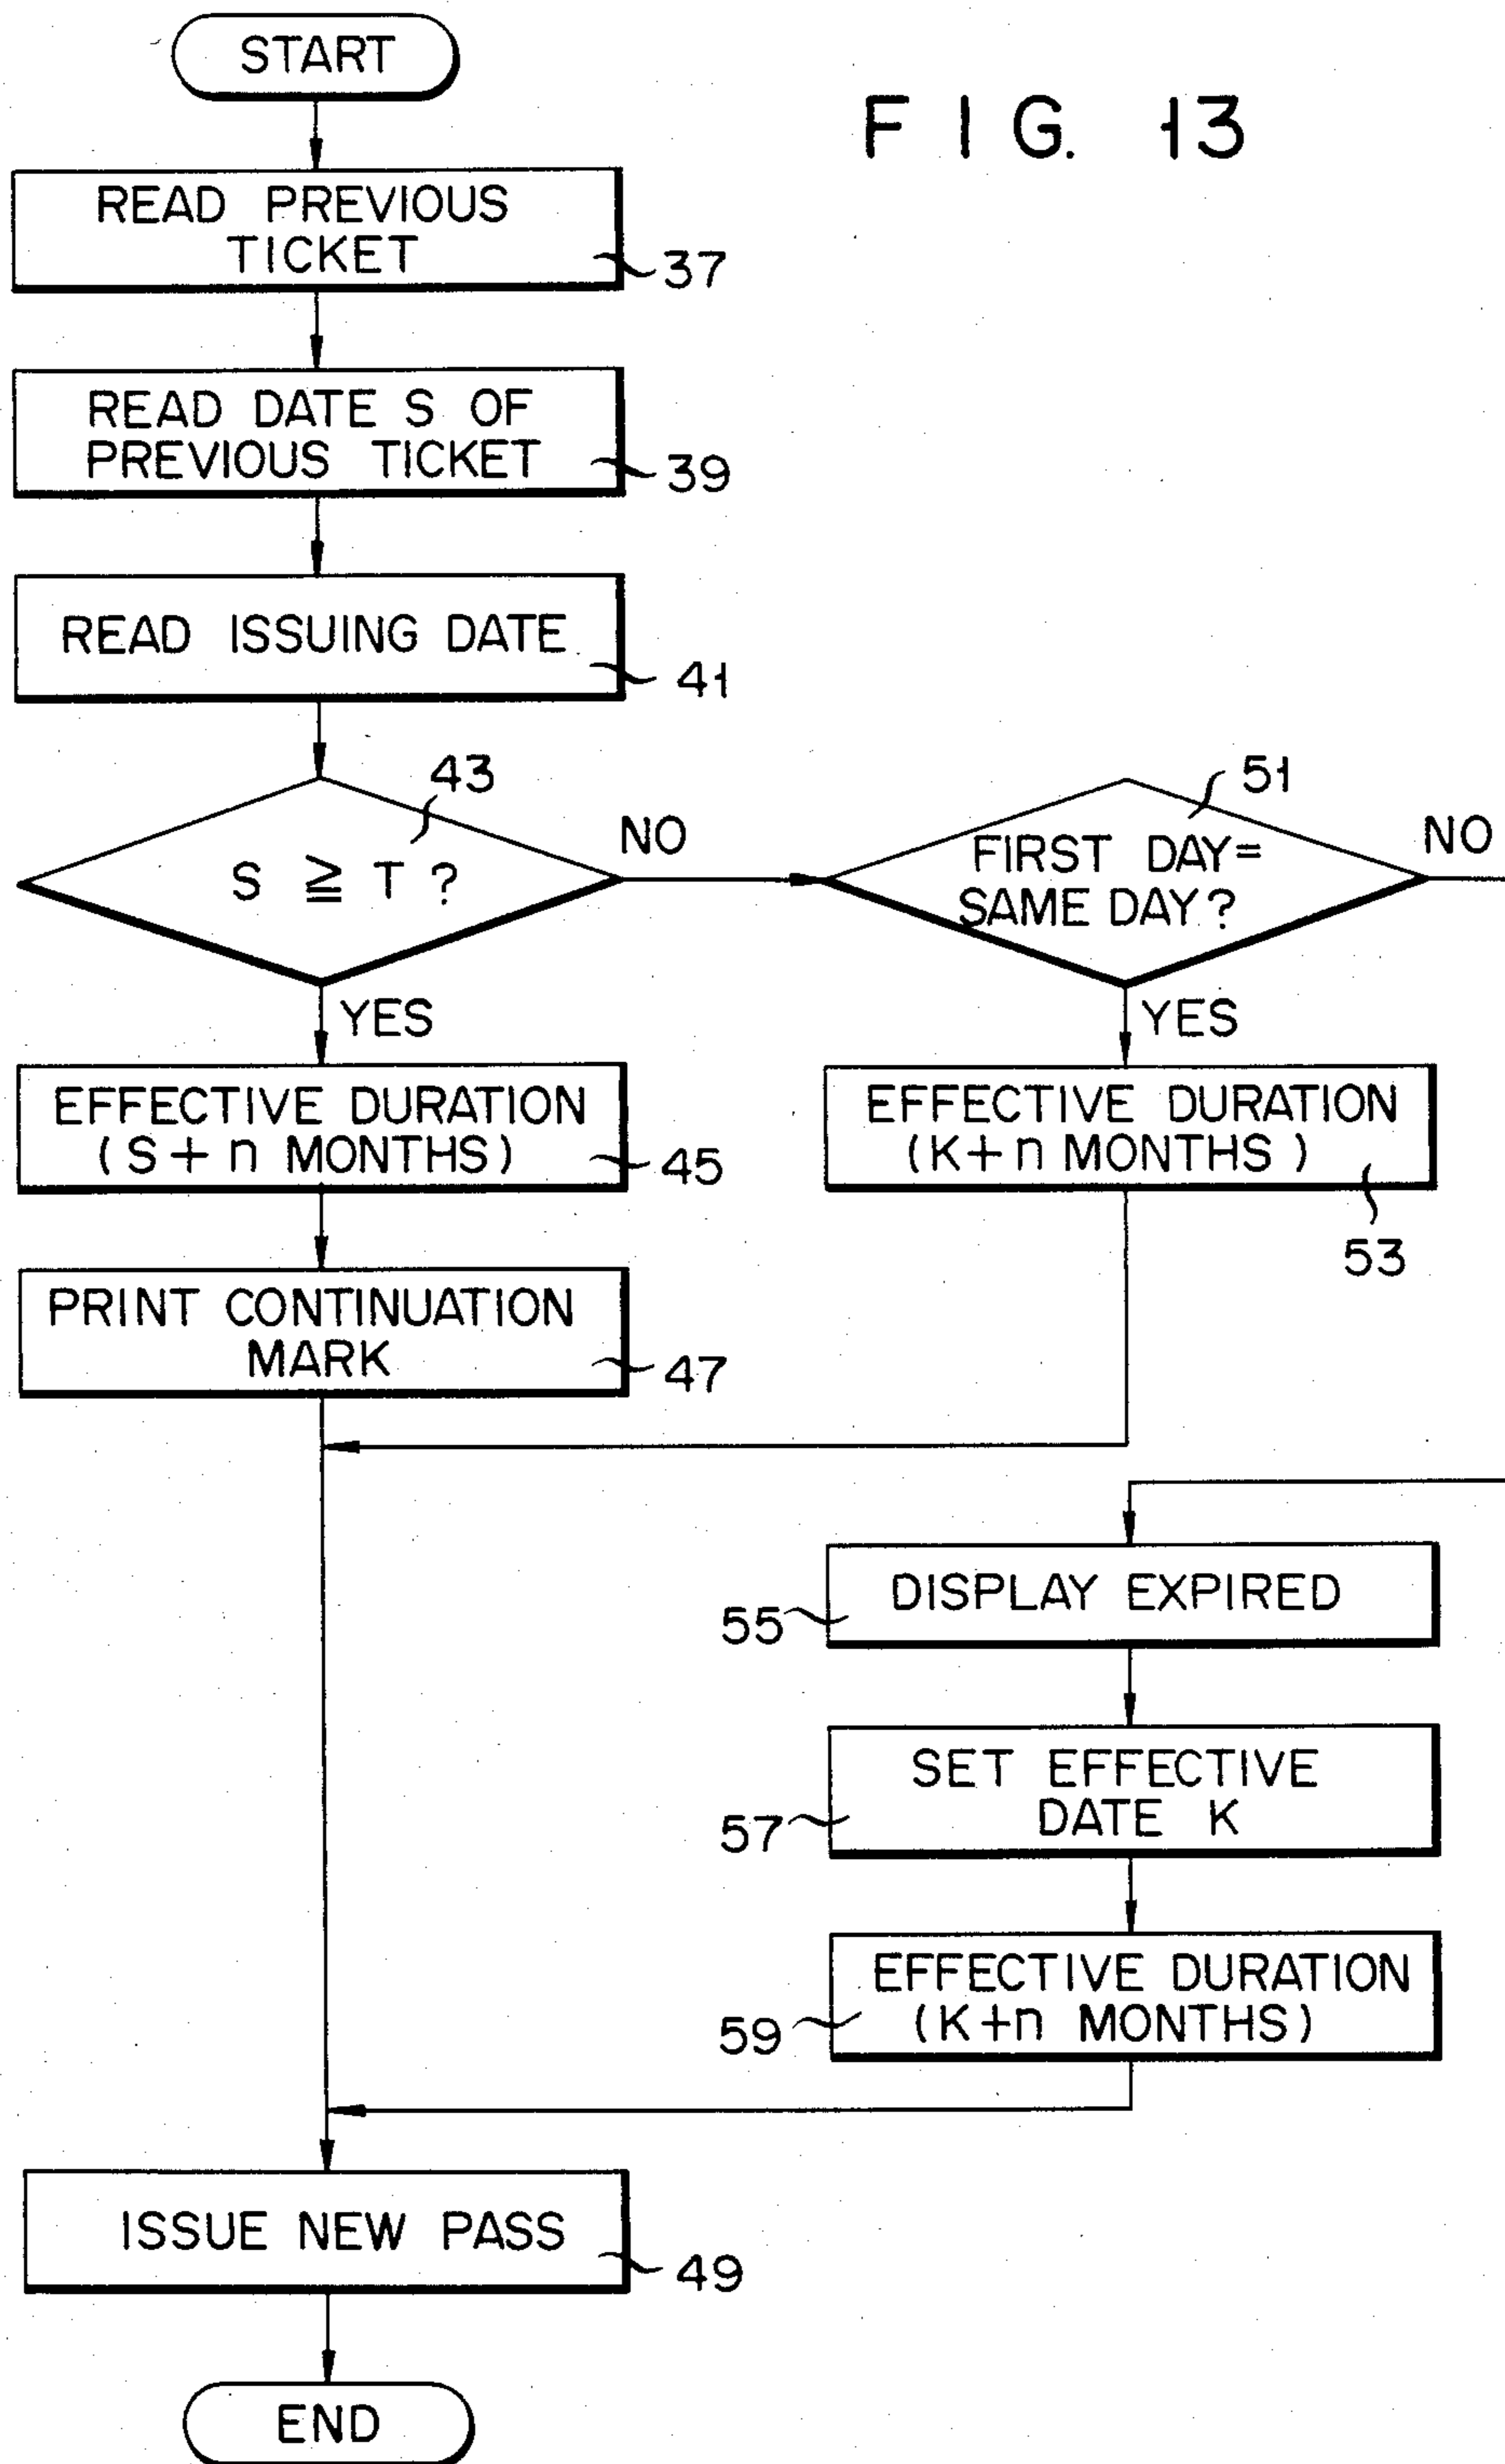 START
FIG. 13
READ PREVIOUS
TICKET
37
READ DATE S OF
PREVIOUS TICKET
39
READ ISSUING DATE
41
43
S ≧ T ?
NO
51
FIRST DAY=
SAME DAY?
NO
YES
YES
EFFECTIVE DURATION
(S+n MONTHS)
45
EFFECTIVE DURATION
(K+n MONTHS)
53
PRINT CONTINUATION
MARK
47
DISPLAY EXPIRED
55
SET EFFECTIVE
DATE K
57
EFFECTIVE DURATION
(K+n MONTHS)
59
ISSUE NEW PASS
49
END